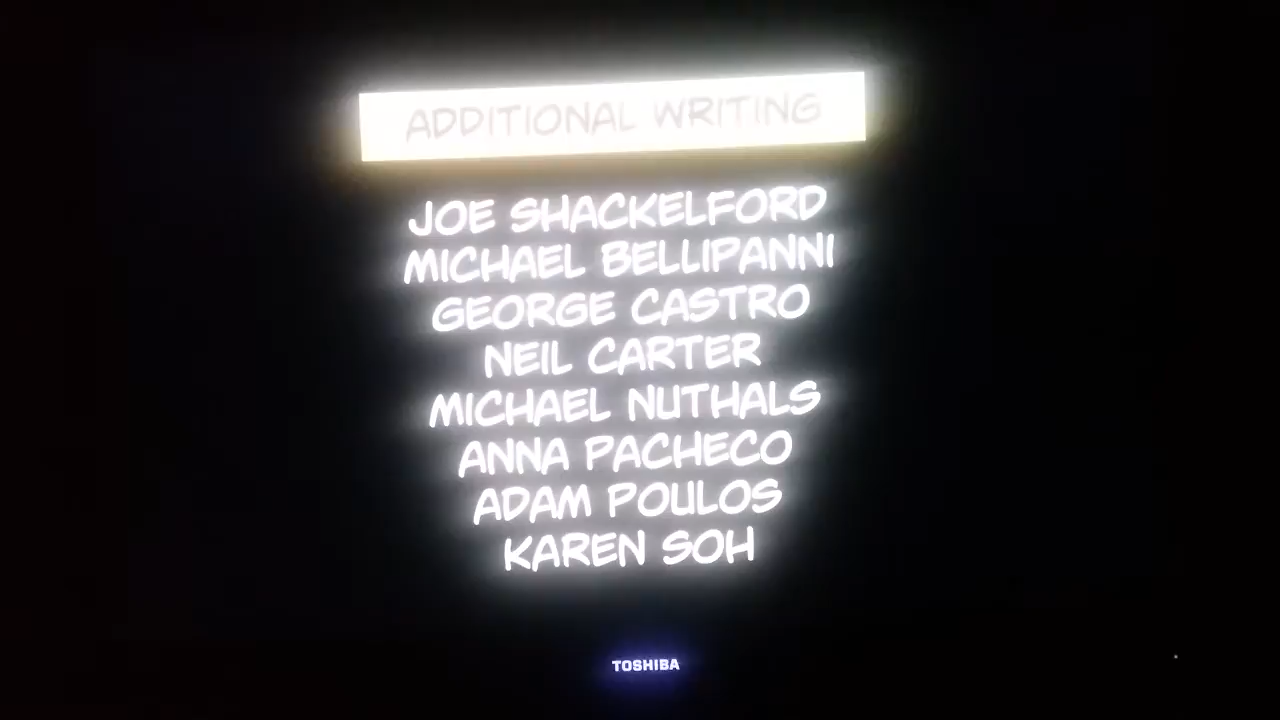 ADDITIONAL WRITING
JOE SHACKELFORD
MICHAEL BELLIPANNI
GEORGE CASTRO
NEIL CARTER
MICHAEL NUTHALS
ANNA PACHECO
ADAM POULOS
KAREN SOH
TOSHIBA